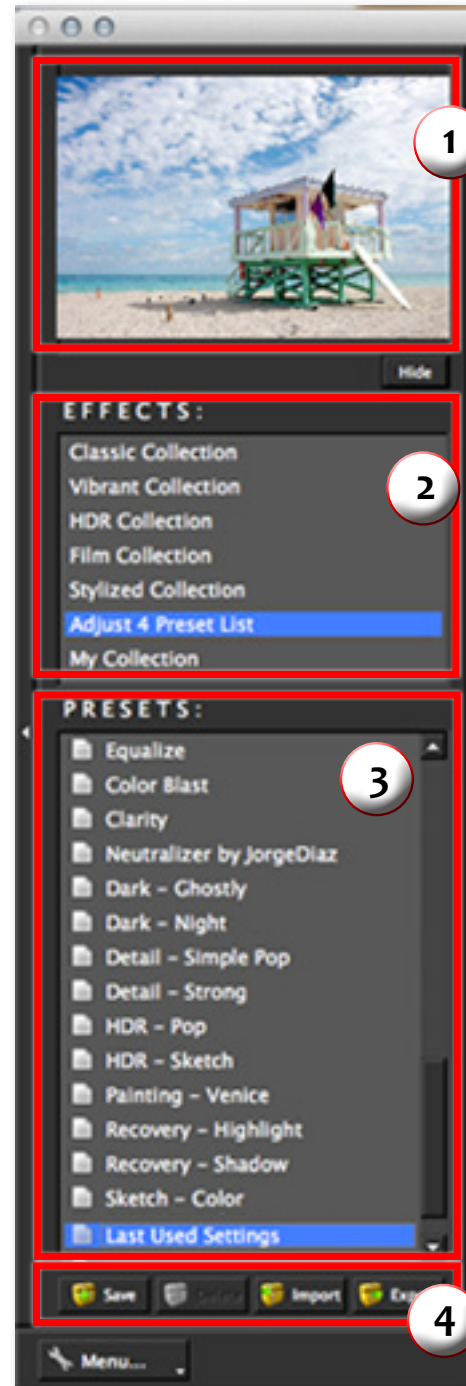 1
Hide
EFFECTS:
Classic Collection
Vibrant Collection
2
HDR Collection
Film Collection
Stylized Collection
Adjust 4 Preset List
My Collection
PRESETS:
Equalize
Color Blast
3
Clarity
Neutralizer by JorgeDiaz
Dark – Ghostly
Dark – Night
Detail – Simple Pop
Detail – Strong
HDR – Pop
HDR – Sketch
Painting – Venice
Recovery – Highlight
Recovery – Shadow
Sketch – Color
Last Used Settings
Save Import
4
Menu...